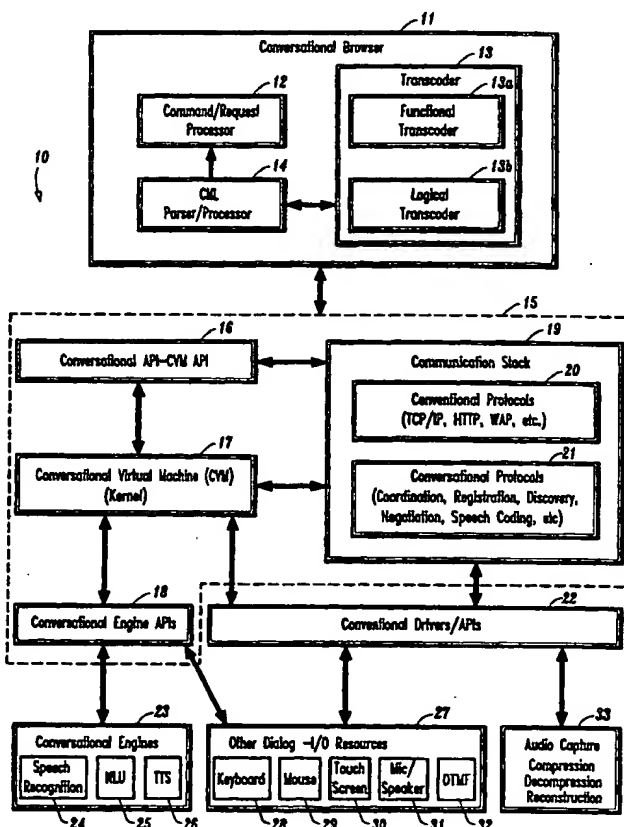 11
Conversational Browser
12
Command/Request
Processor
13
Transcoder
13a
Functional
Transcoder
10
14
CML
Parser/Processor
13b
Logical
Transcoder
15
16
Conversational API-CVM API
19
Communication Stack
20
Conventional Protocols
(TCP/IP, HTTP, WAP, etc.)
17
Conversational Virtual Machine (CVM)
(Kernel)
21
Conversational Protocols
(Coordination, Registration, Discovery,
Negotiation, Speech Coding, etc)
18
Conversational Engine APIs
22
Conventional Drivers/APIs
23
Conversational Engines
Speech
Recognition
NLU
TTS
24
25
26
27
Other Dialog -I/O Resources
Keyboard
Mouse
Touch
Screen
Mic/
Speaker
DTMF
28
29
30
31
32
33
Audio Capture
Compression
Decompression
Reconstruction